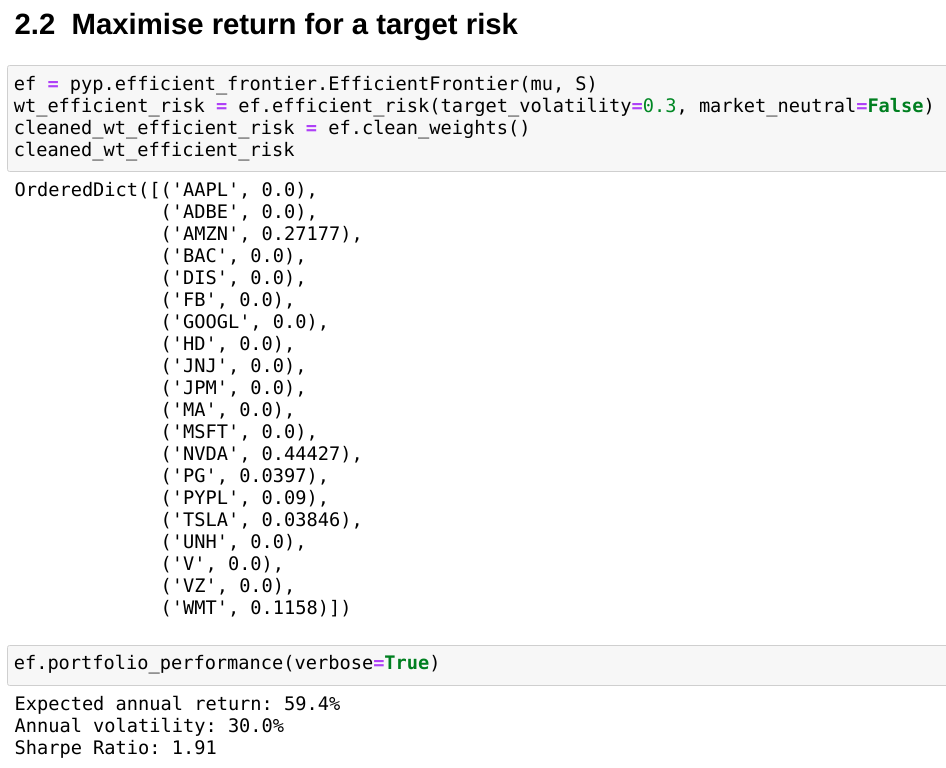 2.2 Maximise return for a target risk
ef = pyp.efficient_frontier.EfficientFrontier(mu, S)
wt_efficient_risk = ef.efficient_risk(target_volatility=0.3, market_neutral=False)
cleaned_wt_efficient_risk = ef.clean_weights()
cleaned_wt_efficient_risk
OrderedDict([('AAPL', 0.0),
             ('ADBE', 0.0),
             ('AMZN', 0.27177),
             ('BAC', 0.0),
             ('DIS', 0.0),
             ('FB', 0.0),
             ('GOOGL', 0.0),
             ('HD', 0.0),
             ('JNJ', 0.0),
             ('JPM', 0.0),
             ('MA', 0.0),
             ('MSFT', 0.0),
             ('NVDA', 0.44427),
             ('PG', 0.0397),
             ('PYPL', 0.09),
             ('TSLA', 0.03846),
             ('UNH', 0.0),
             ('V', 0.0),
             ('VZ', 0.0),
             ('WMT', 0.1158)])
ef.portfolio_performance(verbose=True)
Expected annual return: 59.4%
Annual volatility: 30.0%
Sharpe Ratio: 1.91